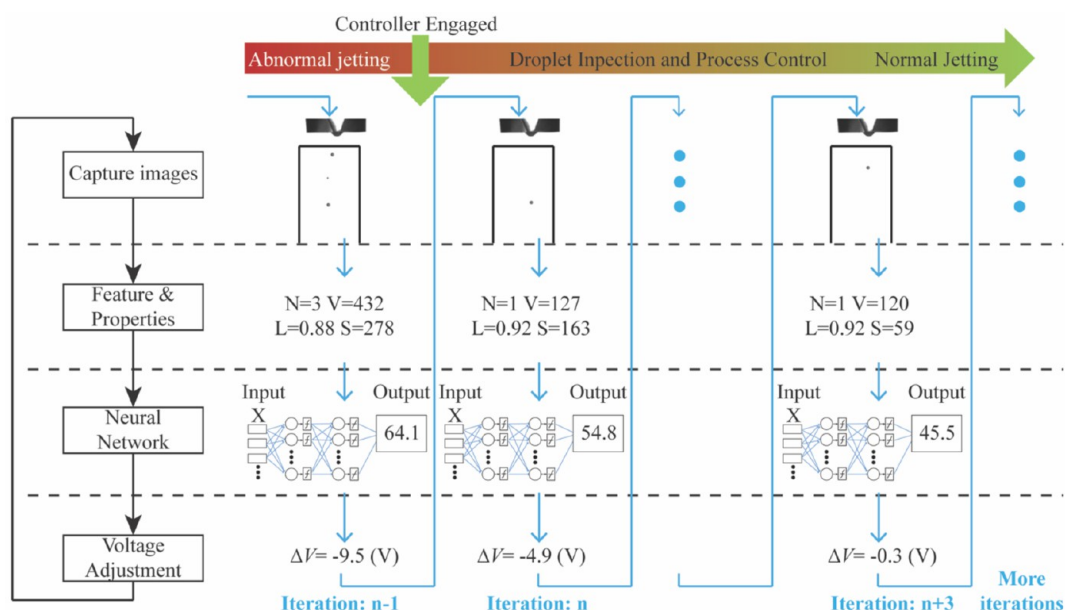 Controller Engaged
Abnormal jetting
Droplet Inpection and Process Control
Normal Jetting
Capture images
Feature &
Properties
N=3 V=432
L=0.88 S=278
N=1 V=127
L=0.92 S=163
N=1 V=120
L=0.92 S=59
Neural
Network
Input
X
Output
64.1
Input
X
Output
54.8
Input
X
Output
45.5
Voltage
Adjustment
ΔV= -9.5 (V)
ΔV= -4.9 (V)
ΔV= -0.3 (V)
Iteration: n-1
Iteration: n
Iteration: n+3
More
iterations